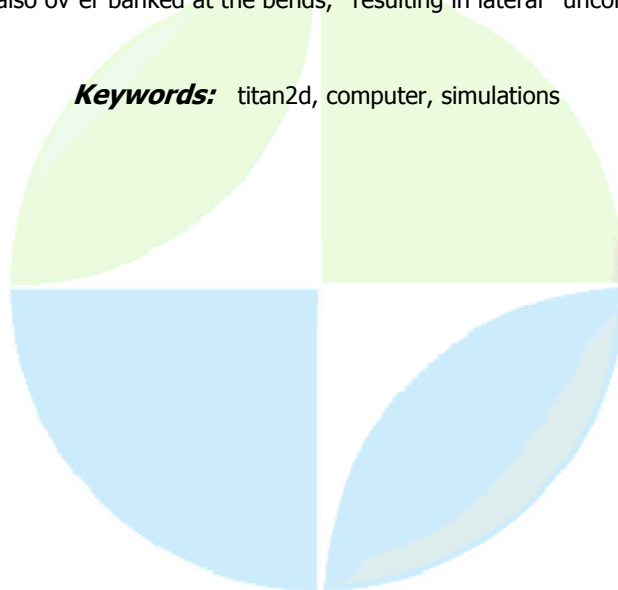 also ov er banked at the bends, resulting in lateral
Keywords: titan2d, computer, simulations